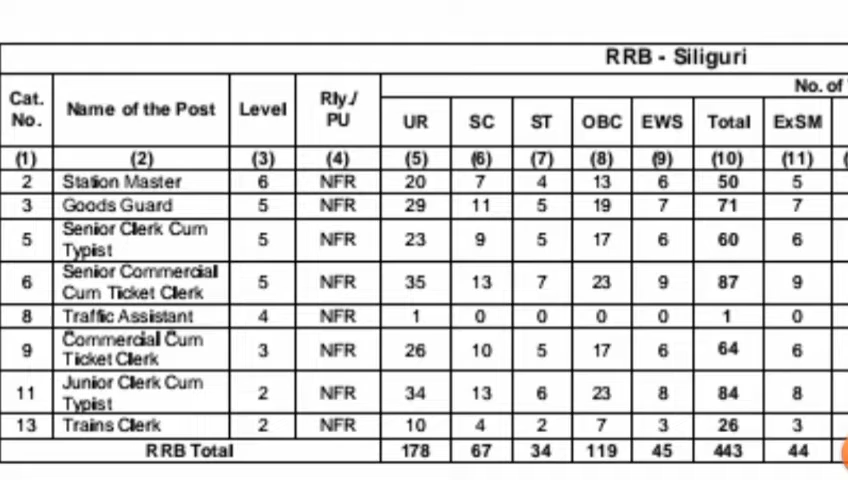 RRB - Siliguri
Cat. No. Name of the Post Level Rly./ PU No. of
UR SC ST OBC EWS Total ExSM
(1) (2) (3) (4) (5) (6) (7) (8) (9) (10) (11)
2 Station Master 6 NFR 20 7 4 13 6 50 5
3 Goods Guard 5 NFR 29 11 5 19 7 71 7
5 Senior Clerk Cum Typist 5 NFR 23 9 5 17 6 60 6
6 Senior Commercial Cum Ticket Clerk 5 NFR 35 13 7 23 9 87 9
8 Traffic Assistant 4 NFR 1 0 0 0 0 1 0
9 Commercial Cum Ticket Clerk 3 NFR 26 10 5 17 6 64 6
11 Junior Clerk Cum Typist 2 NFR 34 13 6 23 8 84 8
13 Trains Clerk 2 NFR 10 4 2 7 3 26 3
RRB Total 178 67 34 119 45 443 44